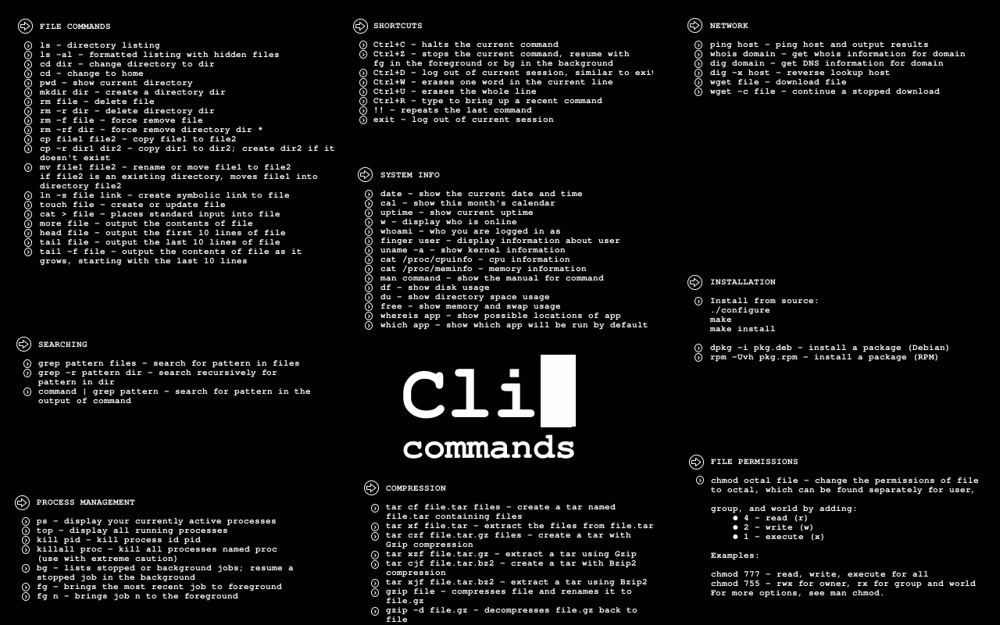 FILE COMMANDS
ls - directory listing
ls -al - formatted listing with hidden files
cd dir - change directory to dir
cd - change to home
pwd - show current directory
mkdir dir - create a directory dir
rm file - delete file
rm -r dir - delete directory dir
rm -f file - force remove file
rm -rf dir - force remove directory dir *
cp file1 file2 - copy file1 to file2
cp -r dir1 dir2 - copy dir1 to dir2; create dir2 if it
doesn't exist
mv file1 file2 - rename or move file1 to file2
if file2 is an existing directory, moves file1 into
directory file2
ln -s file link - create symbolic link to file
touch file - create or update file
cat > file - places standard input into file
more file - output the contents of file
head file - output the first 10 lines of file
tail file - output the last 10 lines of file
tail -f file - output the contents of file as it
grows, starting with the last 10 lines
SEARCHING
grep pattern files - search for pattern in files
grep -r pattern dir - search recursively for
pattern in dir
command | grep pattern - search for pattern in the
output of command
PROCESS MANAGEMENT
ps - display your currently active processes
top - display all running processes
kill pid - kill process id pid
killall proc - kill all processes named proc
(use with extreme caution)
bg - lists stopped or background jobs; resume a
stopped job in the background
fg - brings the most recent job to foreground
fg n - brings job n to the foreground
SHORTCUTS
Ctrl+C - halts the current command
Ctrl+Z - stops the current command, resume with
fg in the foreground or bg in the background
Ctrl+D - log out of current session, similar to exit
Ctrl+W - erases one word in the current line
Ctrl+U - erases the whole line
Ctrl+R - type to bring up a recent command
!! - repeats the last command
exit - log out of current session
SYSTEM INFO
date - show the current date and time
cal - show this month's calendar
uptime - show current uptime
w - display who is online
whoami - who you are logged in as
finger user - display information about user
uname -a - show kernel information
cat /proc/cpuinfo - cpu information
cat /proc/meminfo - memory information
man command - show the manual for command
df - show disk usage
du - show directory space usage
free - show memory and swap usage
whereis app - show possible locations of app
which app - show which app will be run by default
Cli
commands
COMPRESSION
tar cf file.tar files - create a tar named
file.tar containing files
tar xf file.tar - extract the files from file.tar
tar czf file.tar.gz files - create a tar with
Gzip compression
tar xzf file.tar.gz - extract a tar using Gzip
tar cjf file.tar.bz2 - create a tar with Bzip2
compression
tar xjf file.tar.bz2 - extract a tar using Bzip2
gzip file - compresses file and renames it to
file.gz
gzip -d file.gz - decompresses file.gz back to
file
NETWORK
ping host - ping host and output results
whois domain - get whois information for domain
dig domain - get DNS information for domain
dig -x host - reverse lookup host
wget file - download file
wget -c file - continue a stopped download
INSTALLATION
Install from source:
./configure
make
make install
dpkg -i pkg.deb - install a package (Debian)
rpm -Uvh pkg.rpm - install a package (RPM)
FILE PERMISSIONS
chmod octal file - change the permissions of file
to octal, which can be found separately for user,
group, and world by adding:
● 4 - read (r)
● 2 - write (w)
● 1 - execute (x)
Examples:
chmod 777 - read, write, execute for all
chmod 755 - rwx for owner, rx for group and world
For more options, see man chmod.